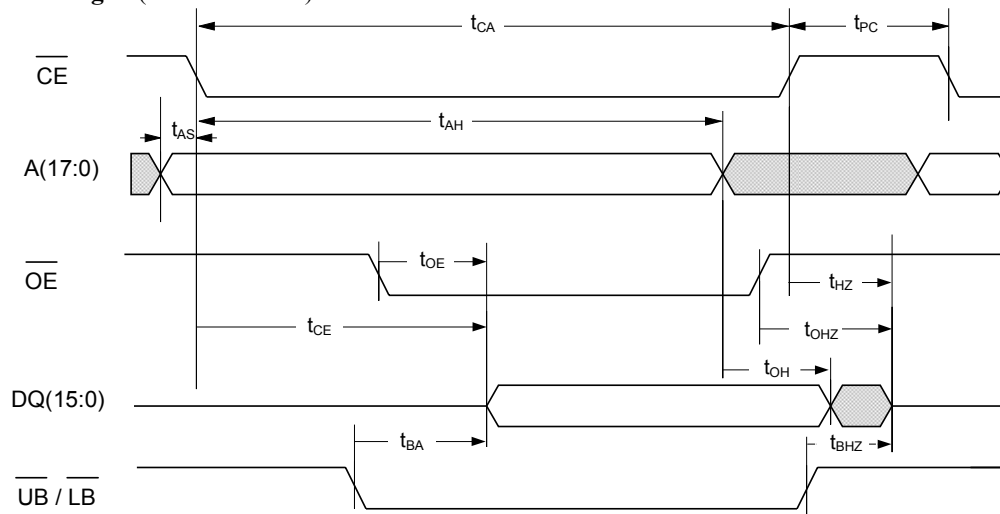 t_CA
t_PC
CE
t_AS
t_AH
A(17:0)
t_OE
OE
t_HZ
t_CE
t_OHZ
t_OH
DQ(15:0)
t_BA
t_BHZ
UB / LB